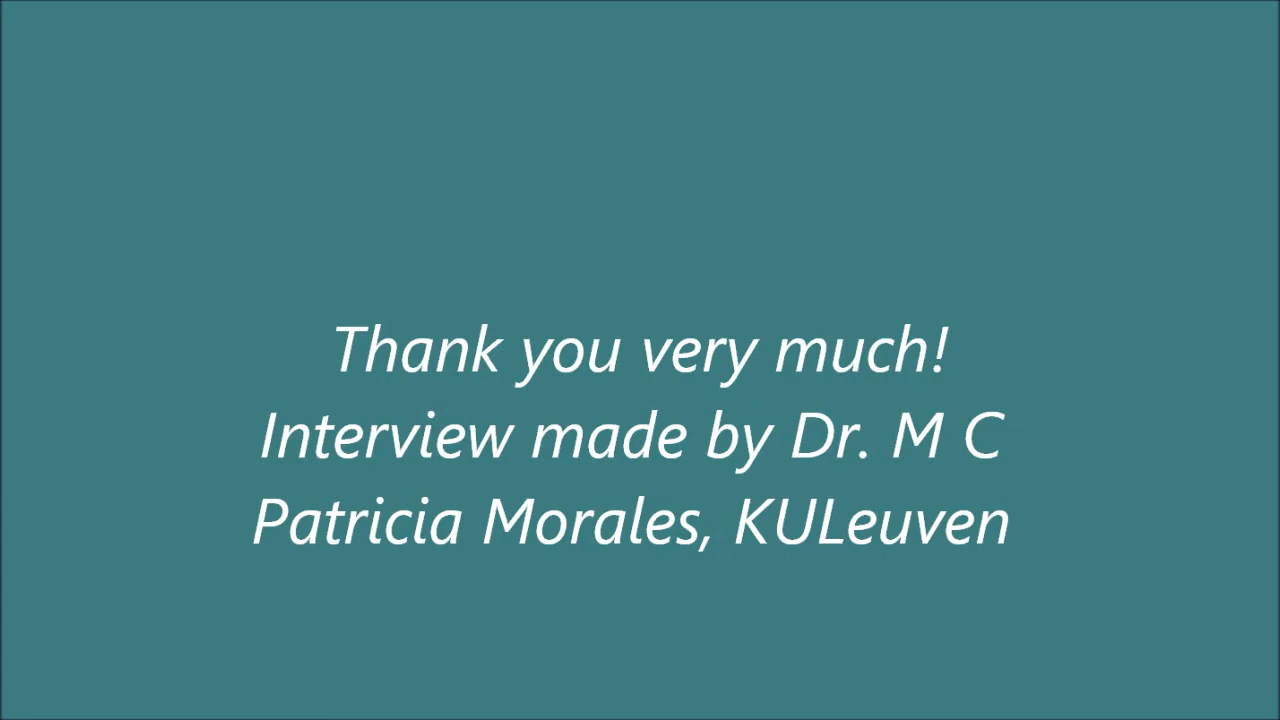 Thank you very much!
Interview made by Dr. M C
Patricia Morales, KULeuven